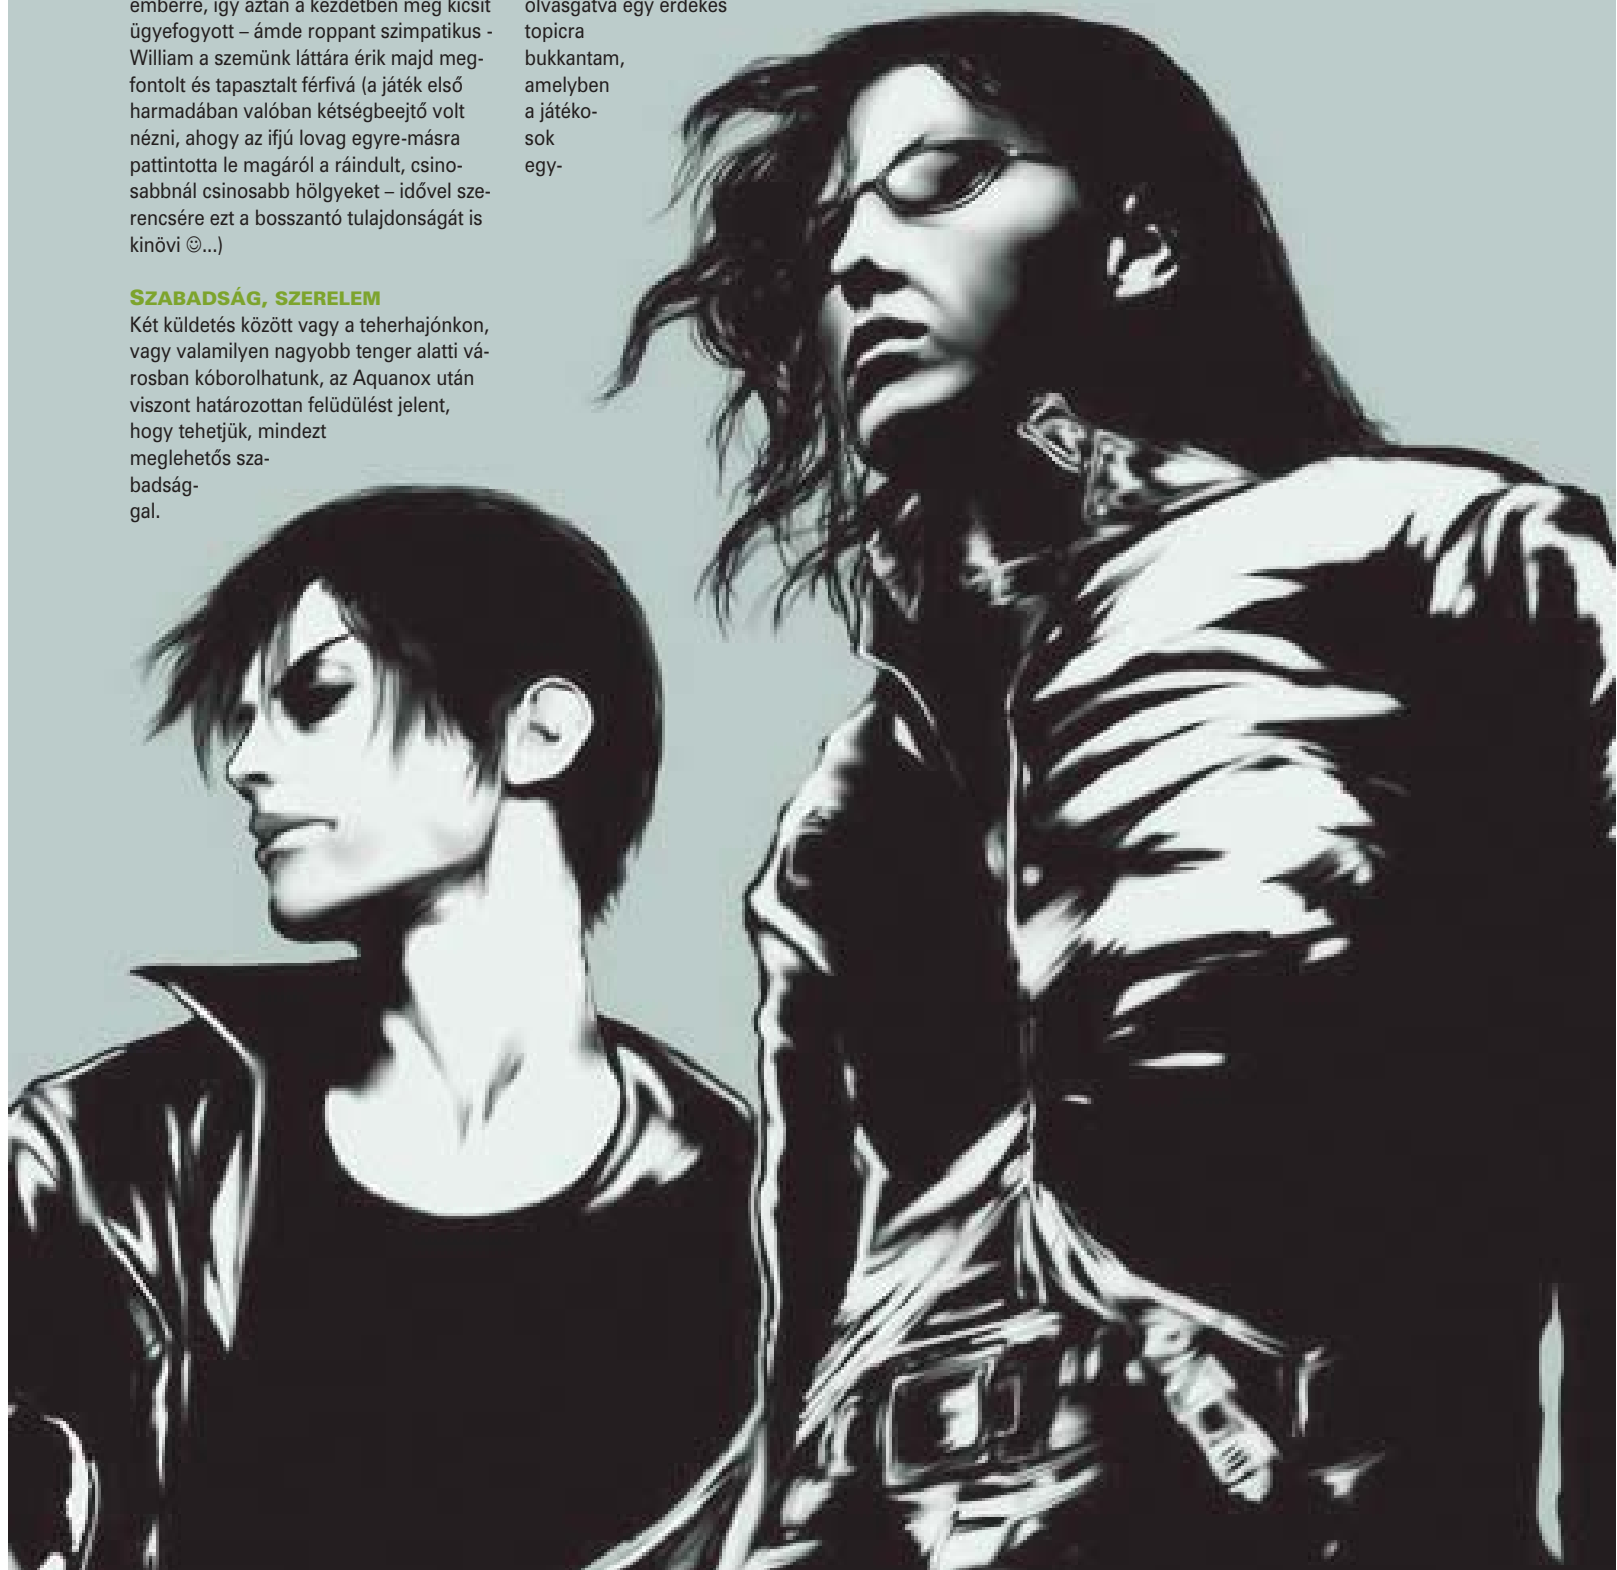 emberre, így aztán a kezdetben még kicsit
ügyefogyott – ámde roppant szimpatikus -
William a szemünk láttára érik majd meg-
fontolt és tapasztalt férfivá (a játék első
harmadában valóban kétségbeejtő volt
nézni, ahogy az ifjú lovag egyre-másra
pattintotta le magáról a ráindult, csino-
sabbnál csinosabb hölgyeket – idővel sze-
rencsére ezt a bosszantó tulajdonságát is
kinövi ☺...)
SZABADSÁG, SZERELEM
Két küldetés között vagy a teherhajónkon,
vagy valamilyen nagyobb tenger alatti vá-
rosban kóborolhatunk, az Aquanox után
viszont határozottan felüdülést jelent,
hogy tehetjük, mindezt
meglehetős sza-
badság-
gal.
olvasgatva egy érdekes
topicra
bukkantam,
amelyben
a játéko-
sok
egy-